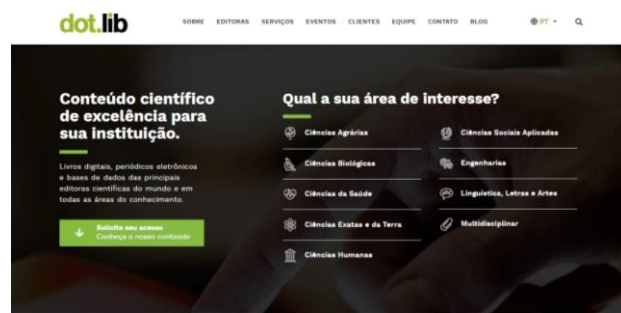 dot.lib
SOBRE EDITORAS SERVIÇOS EVENTOS CLIENTES EQUIPE CONTATO BLOG PT
Conteúdo científico
de excelência para
sua instituição.
Livros digitais, periódicos eletrônicos
e bases de dados das principais
editoras científicas do mundo e em
todas as áreas do conhecimento.
Solicite seu acesso
Conheça o nosso conteúdo
Qual a sua área de interesse?
Ciências Agrárias
Ciências Biológicas
Ciências da Saúde
Ciências Exatas e da Terra
Ciências Humanas
Ciências Sociais Aplicadas
Engenharias
Linguística, Letras e Artes
Multidisciplinar